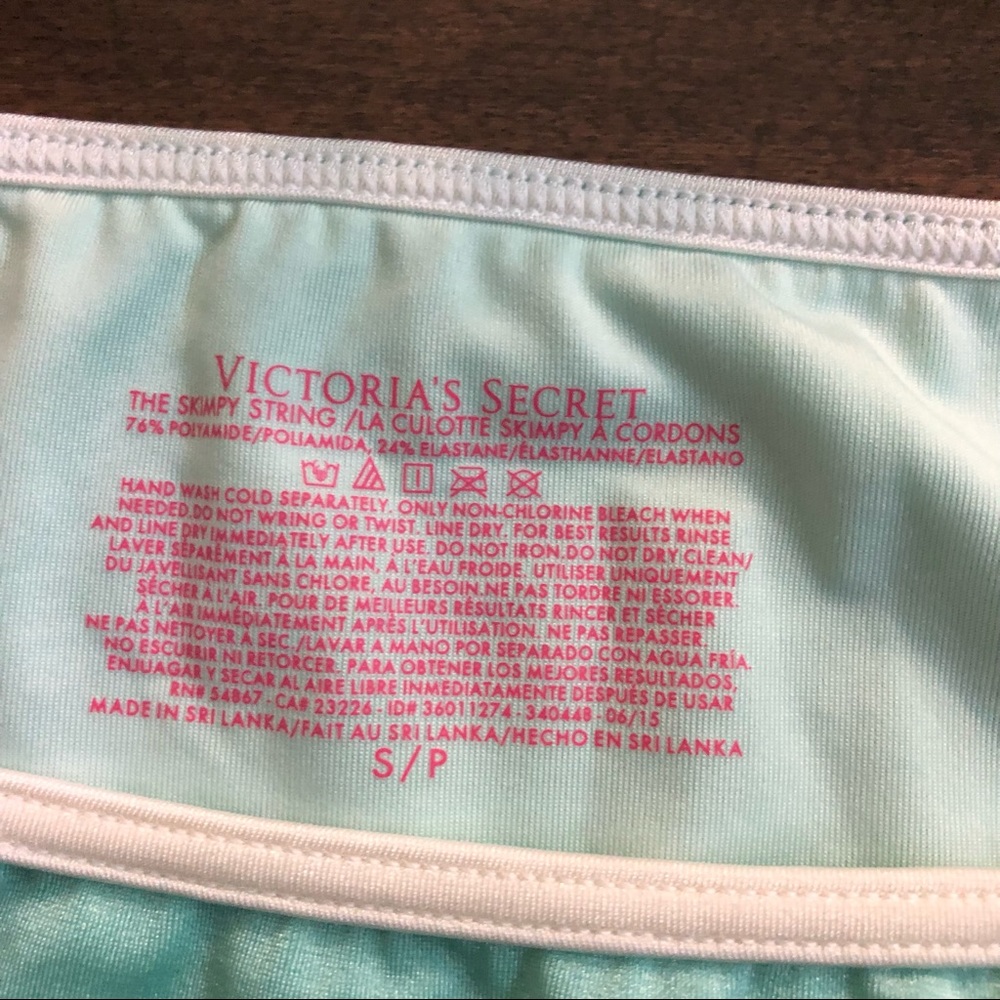 VICTORIA'S SECRET
THE SKIMPY STRING /LA CULOTTE SKIMPY À CORDONS
76% POLYAMIDE/POLIAMIDA, 24% ELASTANE/ÉLASTHANNE/ELASTANO
HAND WASH COLD SEPARATELY. ONLY NON-CHLORINE BLEACH WHEN
NEEDED.DO NOT WRING OR TWIST. LINE DRY. FOR BEST RESULTS RINSE
AND LINE DRY IMMEDIATELY AFTER USE. DO NOT IRON.DO NOT DRY CLEAN/
LAVER SÉPARÉMENT À LA MAIN, À L'EAU FROIDE. UTILISER UNIQUEMENT
DU JAVELLISANT SANS CHLORE, AU BESOIN.NE PAS TORDRE NI ESSORER.
SÉCHER À L'AIR. POUR DE MEILLEURS RÉSULTATS RINCER ET SÉCHER
À L'AIR IMMÉDIATEMENT APRÈS L'UTILISATION. NE PAS REPASSER.
NE PAS NETTOYER À SEC./LAVAR A MANO POR SEPARADO CON AGUA FRÍA.
NO ESCURRIR NI RETORCER. PARA OBTENER LOS MEJORES RESULTADOS,
ENJUAGAR Y SECAR AL AIRE LIBRE INMEDIATAMENTE DESPUÉS DE USAR
RN# 54867 - CA# 23226 - ID# 36011274 - 340448 - 06/15
MADE IN SRI LANKA/FAIT AU SRI LANKA/HECHO EN SRI LANKA
S/P